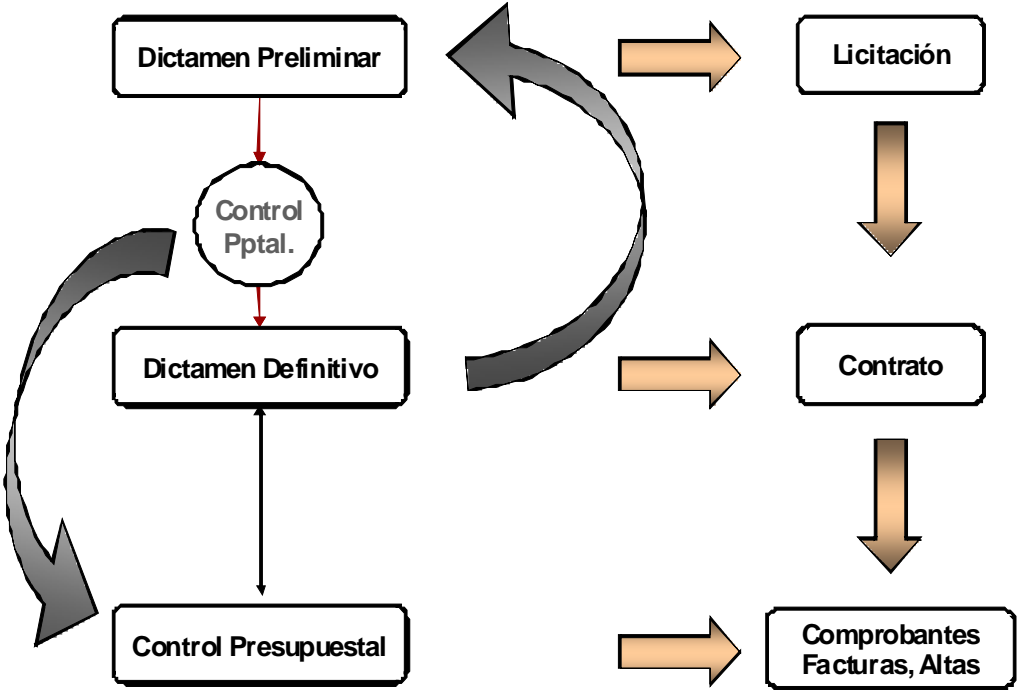 Dictamen Preliminar
Licitación
Control
Pptal.
Dictamen Definitivo
Contrato
Control Presupuestal
Comprobantes
Facturas, Altas